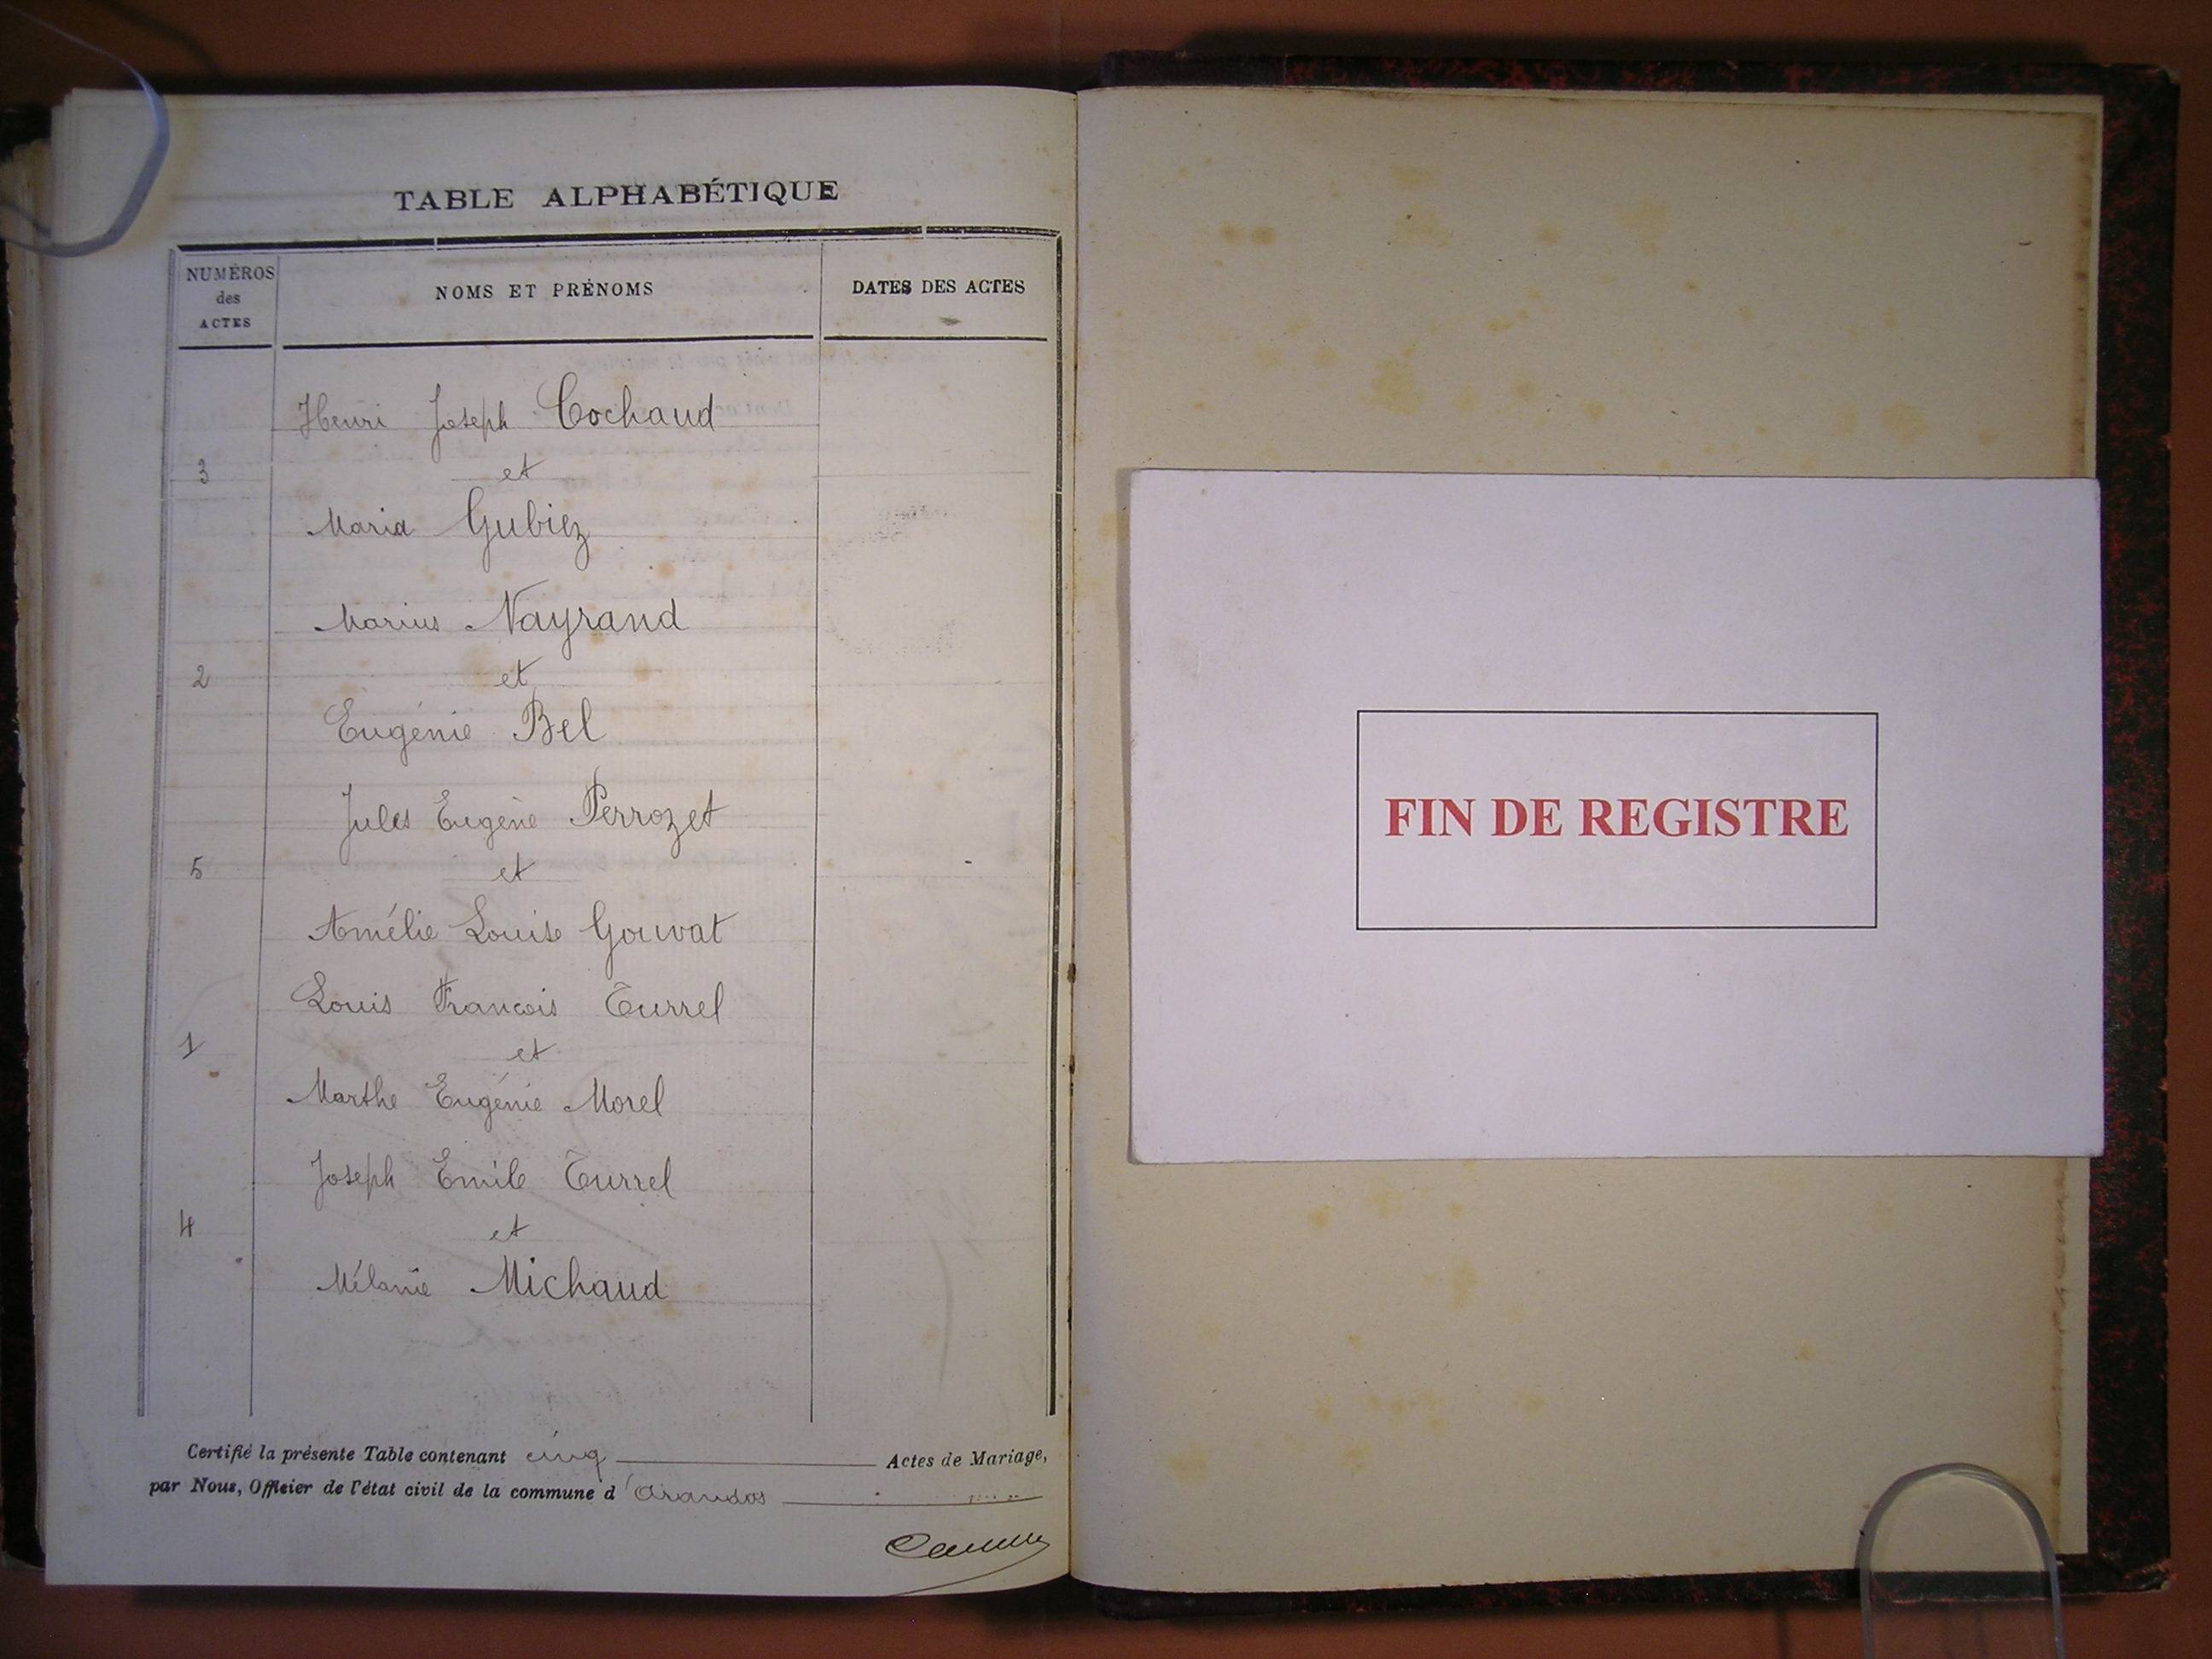 TABLE ALPHABÉTIQUE
NUMÉROS
des
ACTES
NOMS ET PRÉNOMS
DATES DES ACTES
Henri Joseph Cochaud
3
et
Maria Gubiez
Marius Nayrand
2
et
Eugénie Bel
Jules Eugène Perrozet
5
et
Amélie Louise Gouvat
Louis Francois Turrel
1
et
Marthe Eugénie Morel
Joseph Emile Turrel
4
et
Mélanie Michaud
Certifié la présente Table contenant cinq Actes de Mariage,
par Nous, Officier de l'état civil de la commune d'Arandas
FIN DE REGISTRE